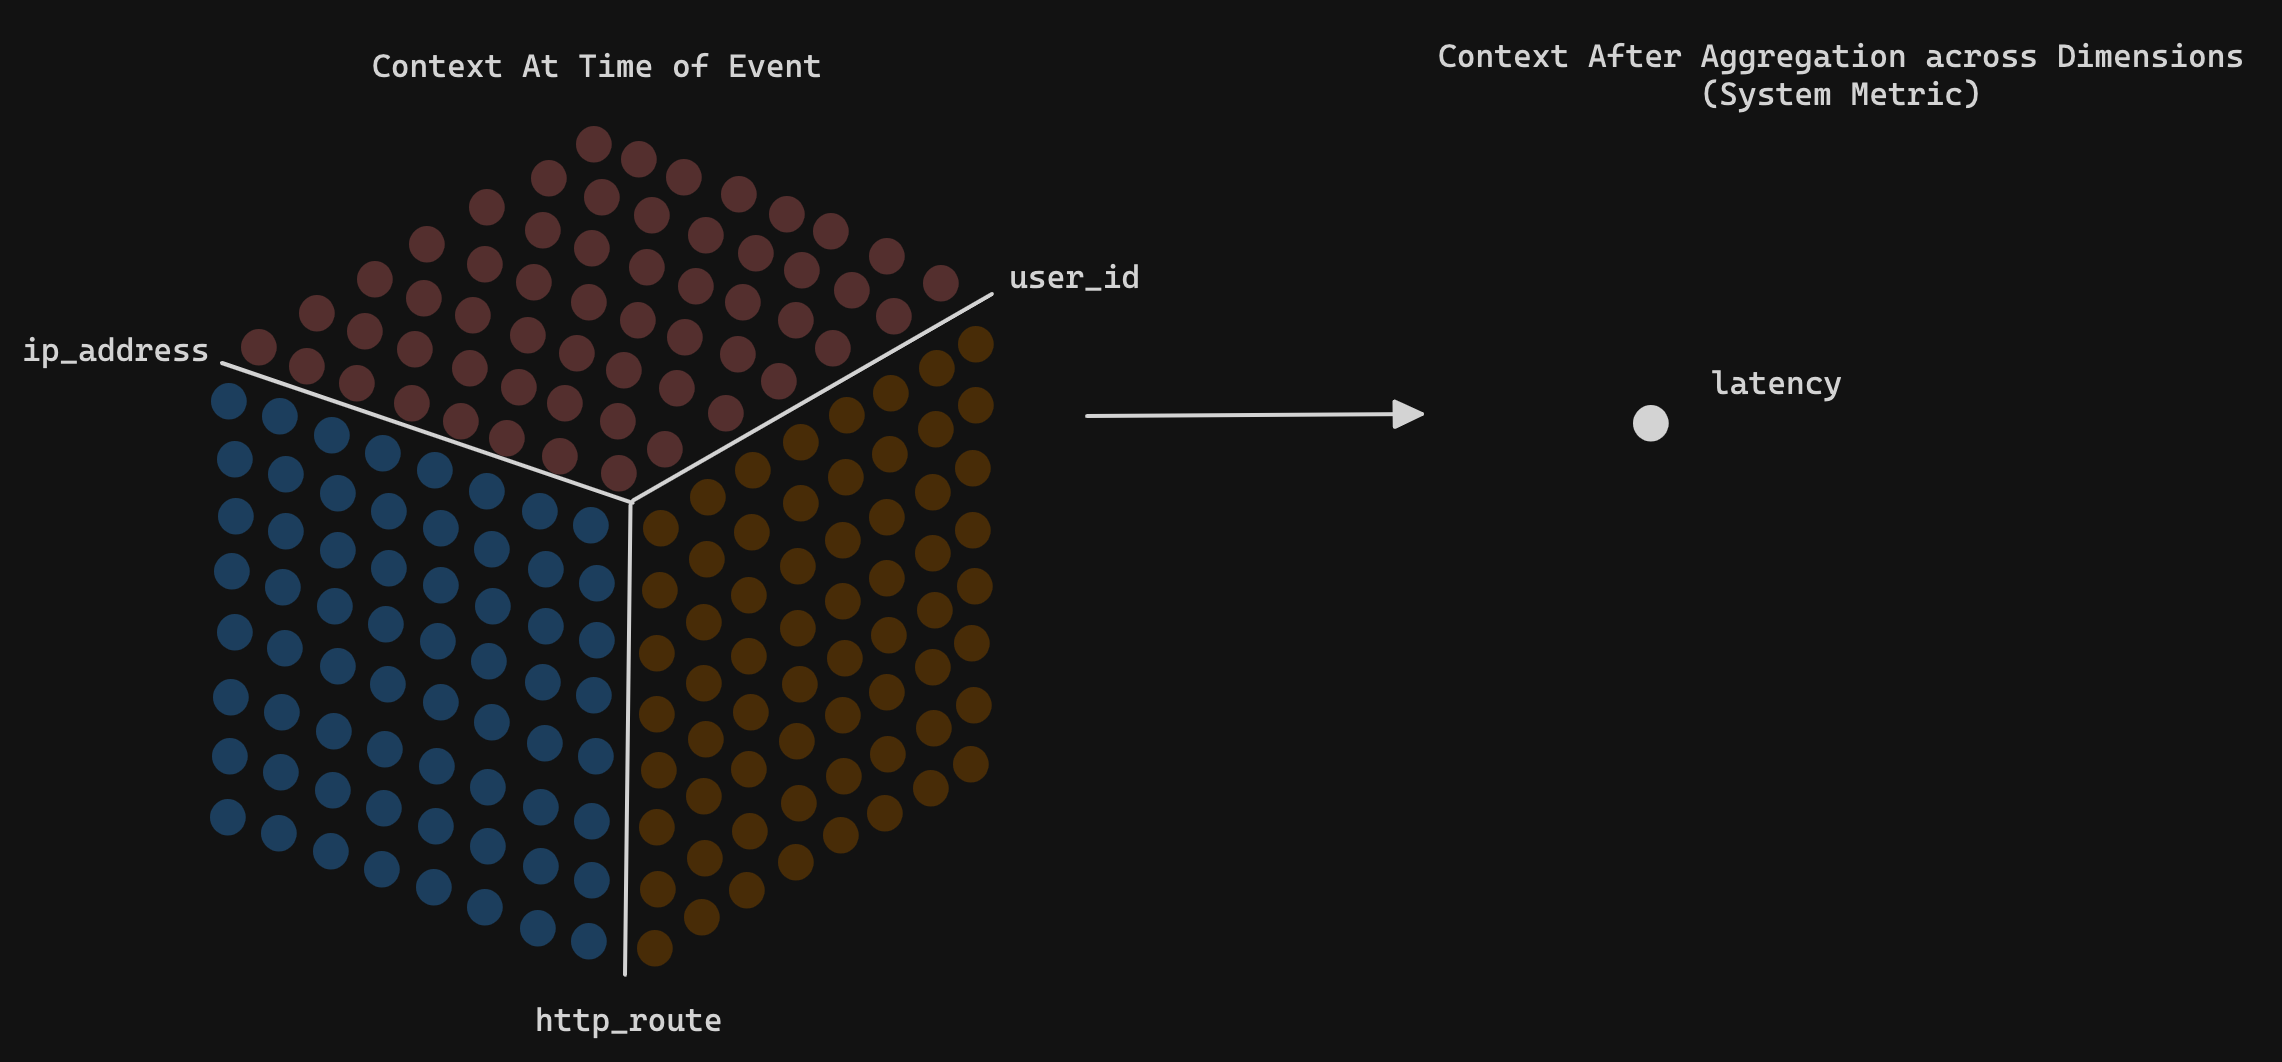 Context At Time of Event
Context After Aggregation across Dimensions
(System Metric)
user_id
ip_address
latency
http_route